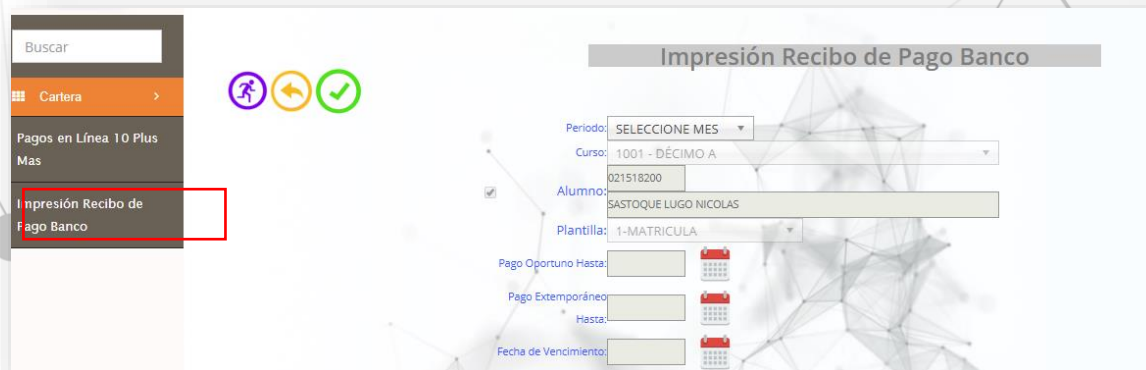 Buscar
Cartera
Pagos en Línea 10 Plus
Mas
Impresión Recibo de
Pago Banco
Impresión Recibo de Pago Banco
Periodo: SELECCIONE MES
Curso: 1001 - DÉCIMO A
021518200
Alumno:
SASTOQUE LUGO NICOLAS
Plantilla: 1-MATRICULA
Pago Oportuno Hasta:
Pago Extemporáneo
Hasta:
Fecha de Vencimiento: